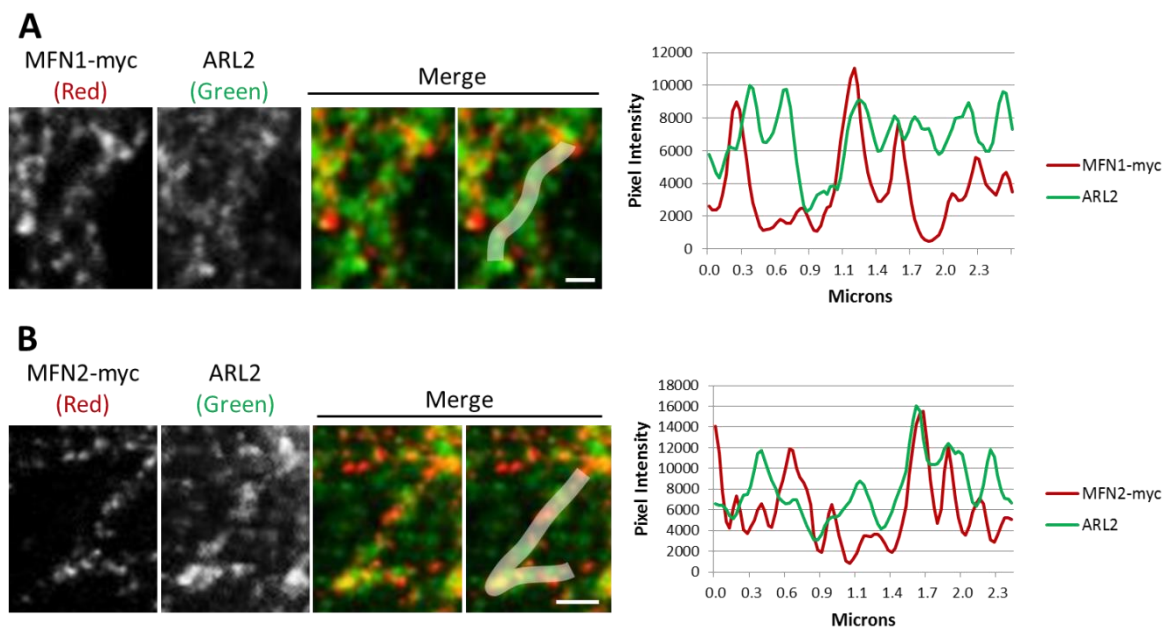 A
MFN1-myc
(Red)
ARL2
(Green)
Merge
12000
10000
8000
6000
4000
2000
0
Pixel Intensity
0.0 0.3 0.6 0.9 1.1 1.4 1.7 2.0 2.3
Microns
MFN1-myc
ARL2
B
MFN2-myc
(Red)
ARL2
(Green)
Merge
18000
16000
14000
12000
10000
8000
6000
4000
2000
0
Pixel Intensity
0.0 0.3 0.6 0.9 1.1 1.4 1.7 2.0 2.3
Microns
MFN2-myc
ARL2